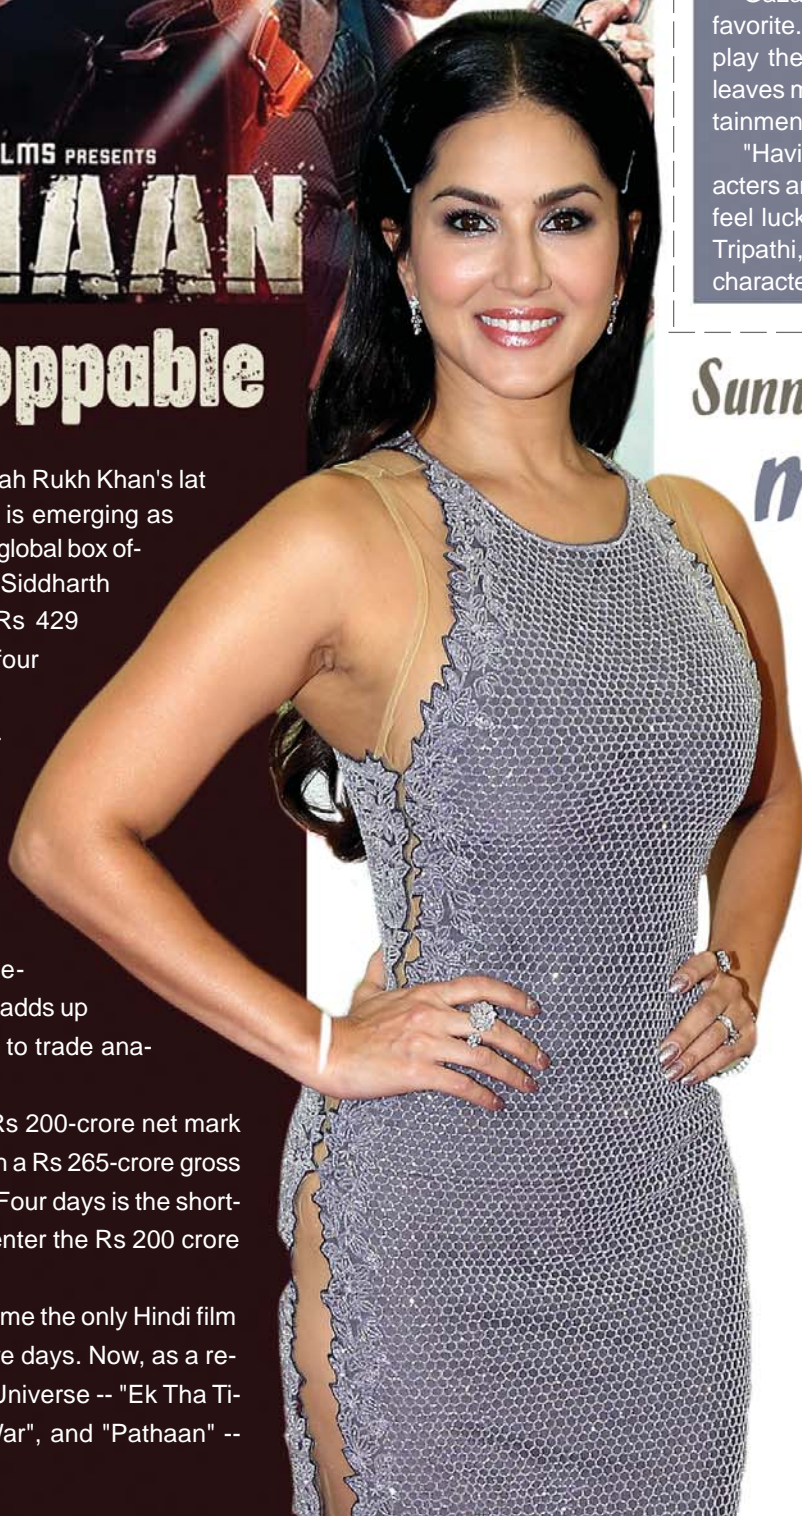 LMS PRESENTS
HAAN
oppable
ah Rukh Khan's lat
is emerging as
global box of-
Siddharth
Rs 429
four
e-
adds up
to trade ana-
Rs 200-crore net mark
h a Rs 265-crore gross
Four days is the short-
enter the Rs 200 crore
me the only Hindi film
e days. Now, as a re-
Universe -- "Ek Tha Ti-
War", and "Pathaan" --
favorite.
play the
leaves m
tainmen
"Havi
acters a
feel luck
Tripathi,
characte
Sunn
m